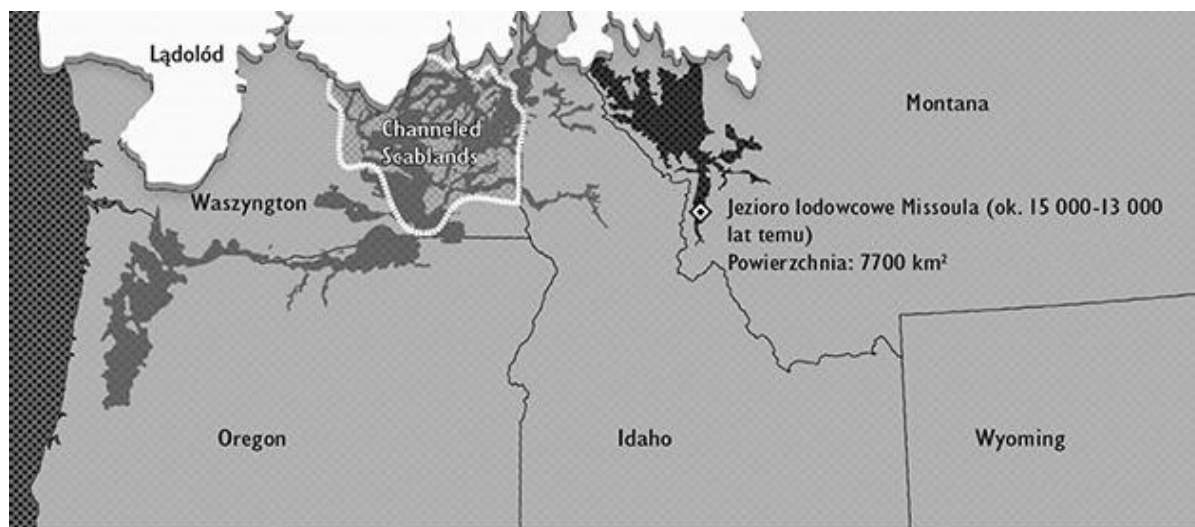 Lądolód
Montana
Channeled
Scablands
Waszyngton
Jezioro lodowcowe Missoula (ok. 15 000-13 000
lat temu)
Powierzchnia: 7700 km²
Oregon
Idaho
Wyoming